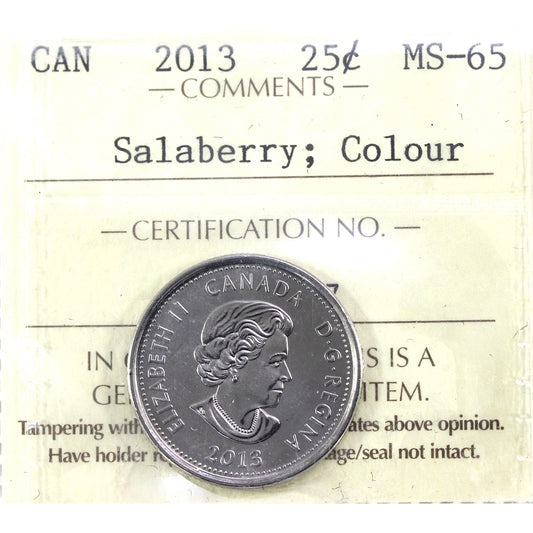 CAN 2013 25¢ MS-65
— COMMENTS —
Salaberry; Colour
— CERTIFICATION NO. —
7
IN S IS A
GE ITEM.
Tampering with ates above opinion.
Have holder age/seal not intact.
ELIZABETH II CANADA D·G·REGINA
2013